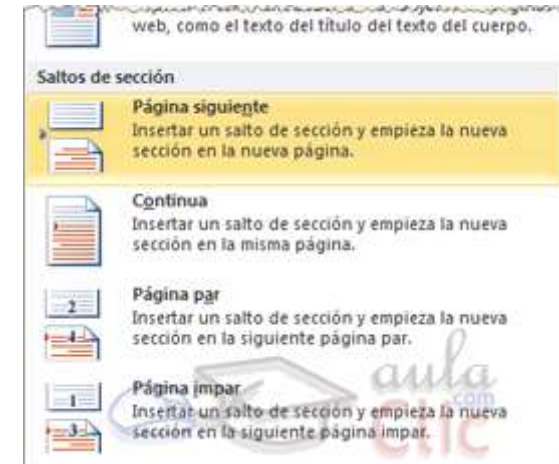 web, como el texto del título del texto del cuerpo.
Saltos de sección
Página siguiente
Insertar un salto de sección y empieza la nueva
sección en la nueva página.
Continua
Insertar un salto de sección y empieza la nueva
sección en la misma página.
2
4
Página par
Insertar un salto de sección y empieza la nueva
sección en la siguiente página par.
1
3
Página impar
Insertar un salto de sección y empieza la nueva
sección en la siguiente página impar.
aula
.com
clic